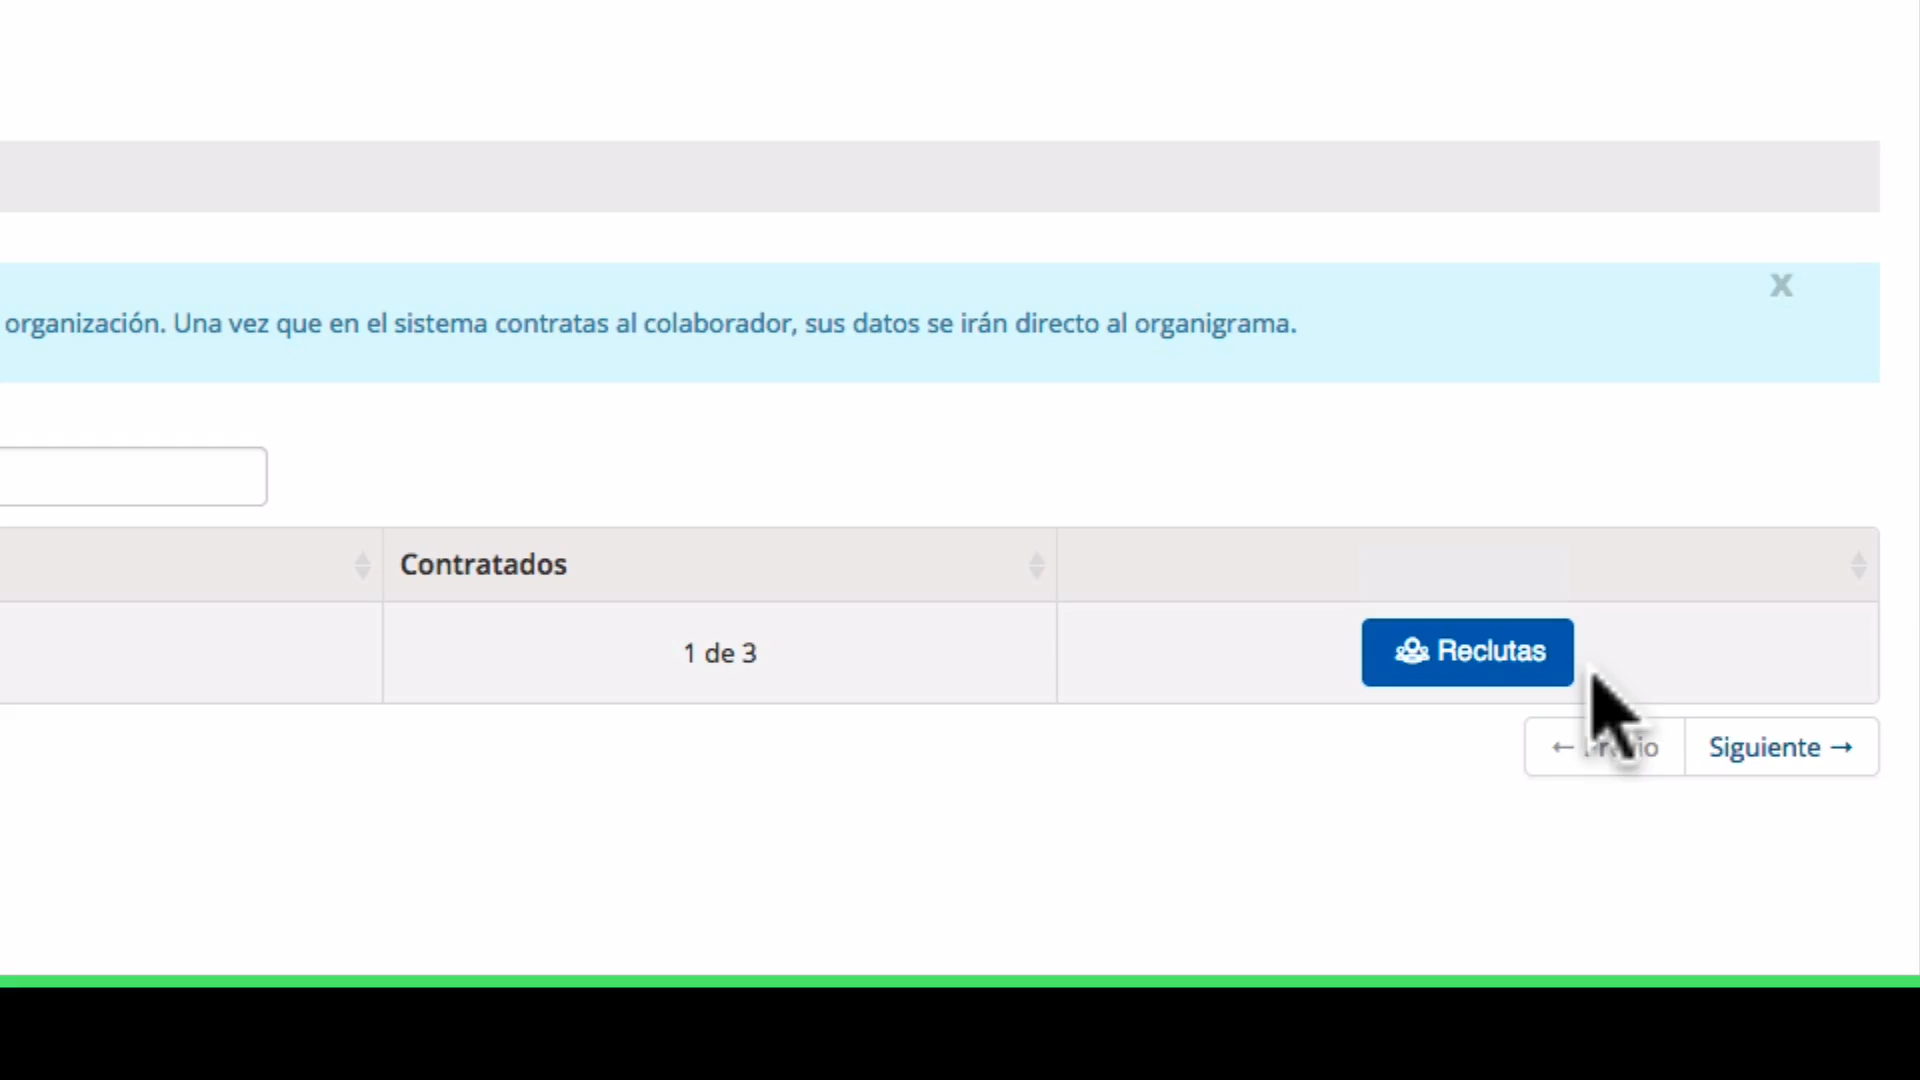 x
organización. Una vez que en el sistema contratas al colaborador, sus datos se irán directo al organigrama.
Contratados
1 de 3
Reclutas
← Previo
Siguiente →